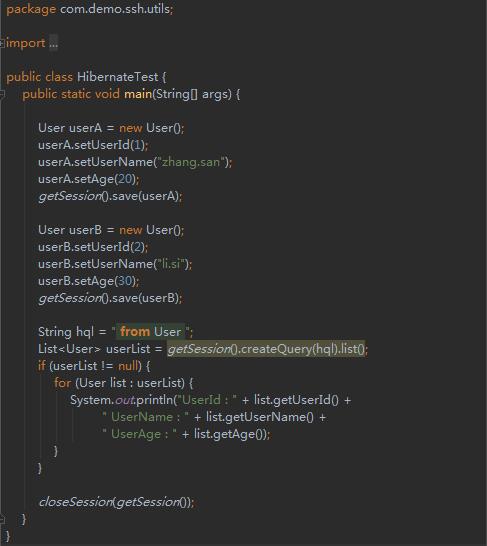 package com.demo.ssh.utils;
import ...
public class HibernateTest {
public static void main(String[] args) {
User userA = new User();
userA.setUserId(1);
userA.setUserName("zhang.san");
userA.setAge(20);
getSession().save(userA);
User userB = new User();
userB.setUserId(2);
userB.setUserName("li.si");
userB.setAge(30);
getSession().save(userB);
String hql = " from User ";
List<User> userList = getSession().createQuery(hql).list();
if (userList != null) {
for (User list : userList) {
System.out.println("UserId : " + list.getUserId() +
" UserName : " + list.getUserName() +
" UserAge : " + list.getAge());
}
}
closeSession(getSession());
}
}